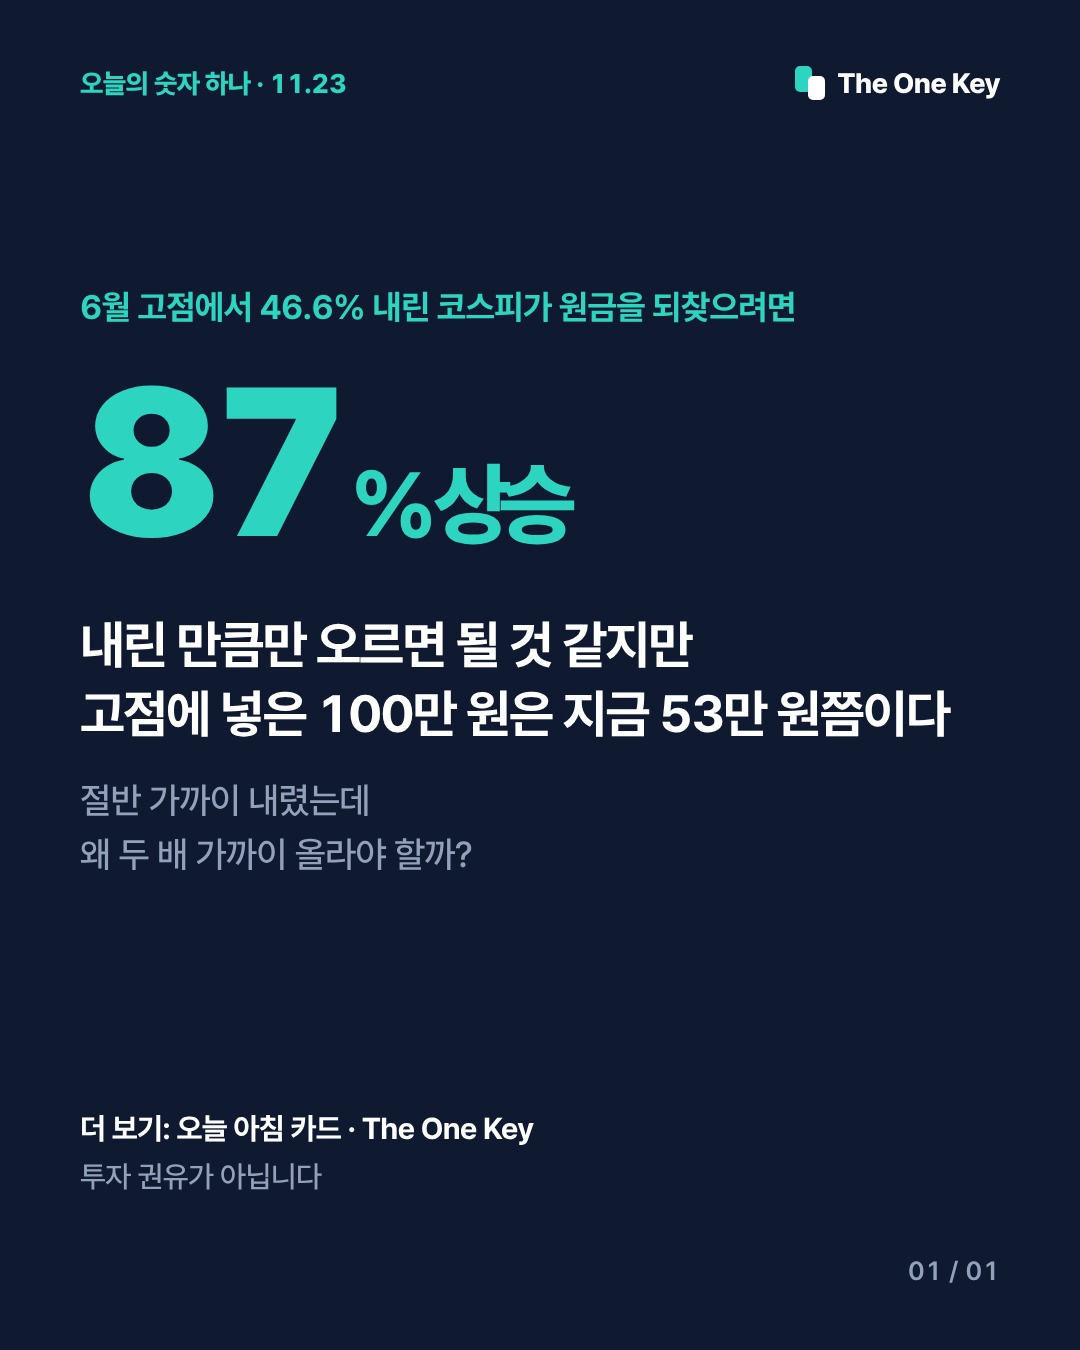 오늘의 숫자 하나 · 11.23
The One Key
6월 고점에서 46.6% 내린 코스피가 원금을 되찾으려면
87%상승
내린 만큼만 오르면 될 것 같지만
고점에 넣은 100만 원은 지금 53만 원쯤이다
절반 가까이 내렸는데
왜 두 배 가까이 올라야 할까?
더 보기: 오늘 아침 카드 · The One Key
투자 권유가 아닙니다
01 / 01